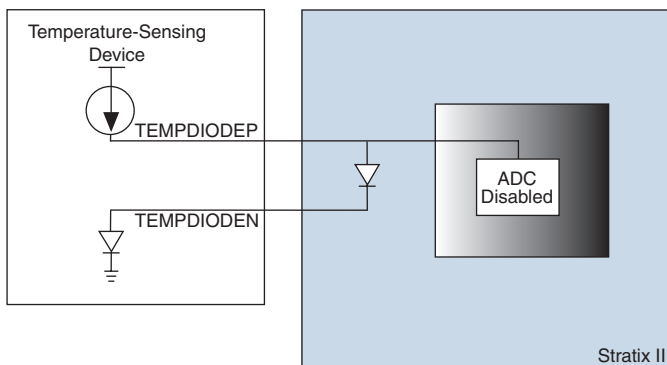 Temperature-Sensing
Device
TEMPDIODEP
ADC
Disabled
TEMPDIODEN
Stratix II